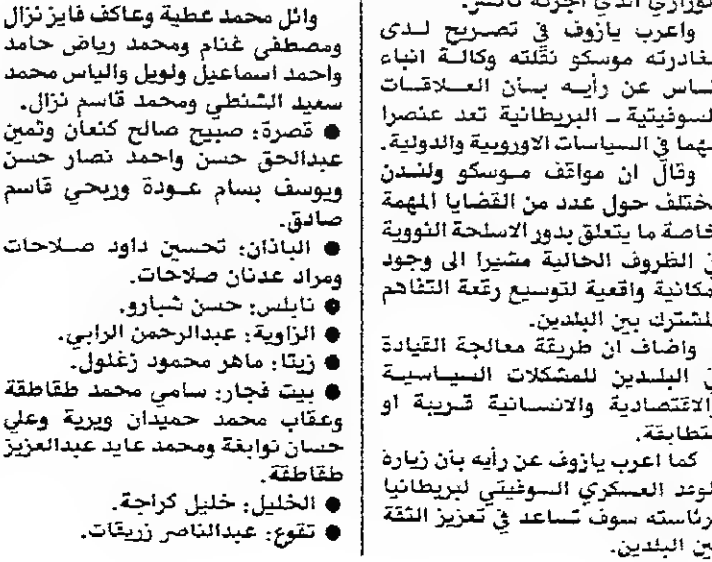 نووي الذي اجرته تاتشر.
واعرب يازوف في تصريح لدى
مغادرته موسكو نقلته وكالة انباء
تاس عن رأيه بأن العلاقات
السوفيتية ـ البريطانية تعد عنصرا
مهما في السياسات الاوروبية والدولية.
وقال ان مواقف موسكو ولندن
تختلف حول عدد من القضايا المهمة
خاصة ما يتعلق بدور الاسلحة النووية
في الظروف الحالية مشيرا الى وجود
امكانية واقعية لتوسيع رقعة التفاهم
المشترك بين البلدين.
واضاف ان طريقة معالجة القيادة
في البلدين للمشكلات السياسية
والاقتصادية والانسانية قريبة او
متطابقة.
كما اعرب يازوف عن رأيه بان زيارة
الوفد العسكري السوفيتي لبريطانيا
برئاسته سوف تساعد في تعزيز الثقة
بين البلدين.
وائل محمد عطية وعاكف فايز نزال
ومصطفى غنام ومحمد رياض حامد
واحمد اسماعيل ولويل والياس محمد
سعيد الشنطي ومحمد قاسم نزال.
● قصرة: صبيح صالح كنعان وثمين
عبدالحق حسن واحمد نصار حسن
ويوسف بسام عودة وربحي قاسم
صادق.
● الباذان: تحسين داود صلاحات
ومراد عدنان صلاحات.
● نابلس: حسن شبارو.
● الزاوية: عبدالرحمن الرابي.
● زيتا: ماهر محمود زغلول.
● بيت فجار: سامي محمد طقاطقة
وعقاب محمد حميدان ويرية وعلي
حسان نوابغة ومحمد عايد عبدالعزيز
طقاطقة.
● الخليل: خليل كراجة.
● تقوع: عبدالناصر زريقات.